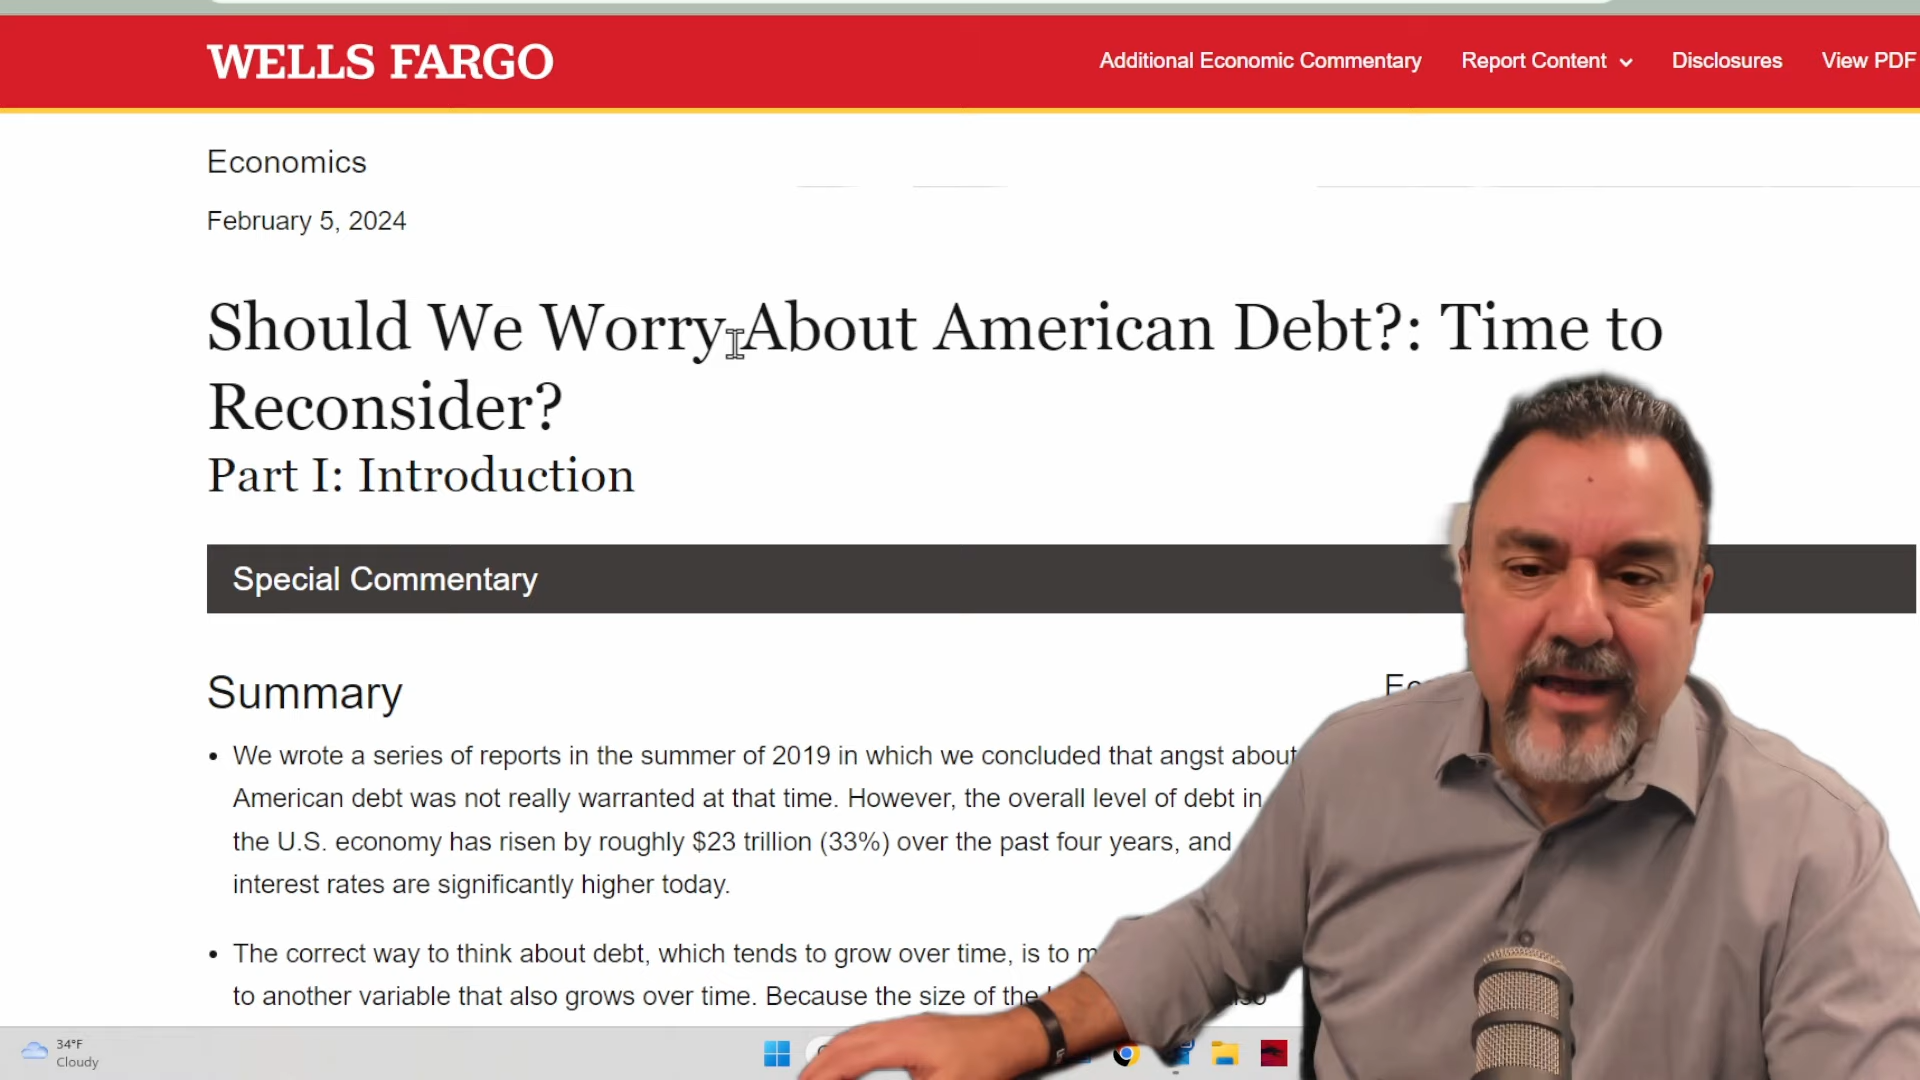 WELLS FARGO
Additional Economic Commentary
Report Content
Disclosures
View PDF
Economics
February 5, 2024
Should We Worry About American Debt?: Time to
Reconsider?
Part I: Introduction
Special Commentary
Summary
• We wrote a series of reports in the summer of 2019 in which we concluded that angst about
American debt was not really warranted at that time. However, the overall level of debt in
the U.S. economy has risen by roughly $23 trillion (33%) over the past four years, and
interest rates are significantly higher today.
• The correct way to think about debt, which tends to grow over time, is to
to another variable that also grows over time. Because the size of the
34°F
Cloudy